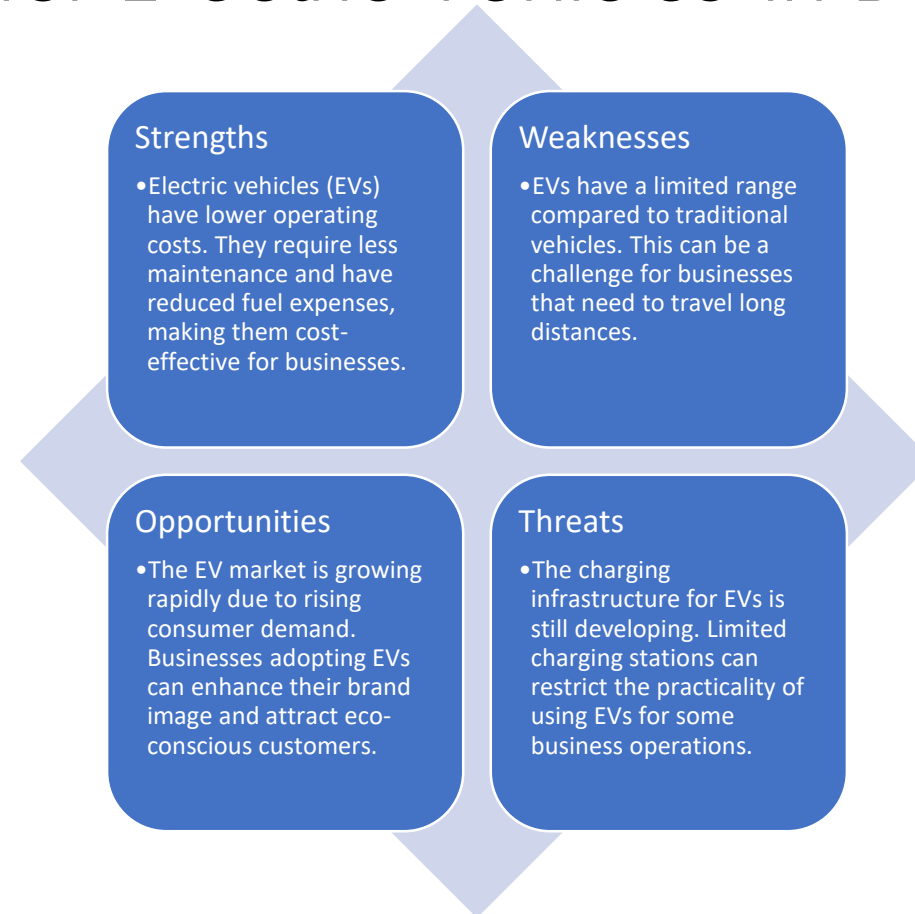 Strengths
•Electric vehicles (EVs)
have lower operating
costs. They require less
maintenance and have
reduced fuel expenses,
making them cost-
effective for businesses.
Weaknesses
•EVs have a limited range
compared to traditional
vehicles. This can be a
challenge for businesses
that need to travel long
distances.
Opportunities
•The EV market is growing
rapidly due to rising
consumer demand.
Businesses adopting EVs
can enhance their brand
image and attract eco-
conscious customers.
Threats
•The charging
infrastructure for EVs is
still developing. Limited
charging stations can
restrict the practicality of
using EVs for some
business operations.